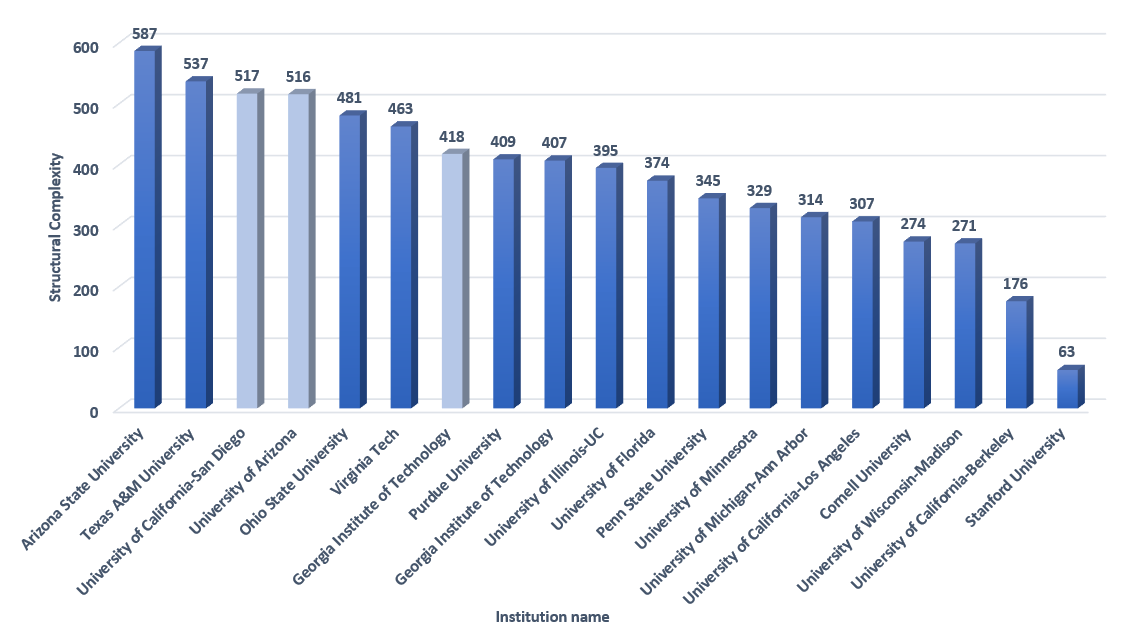 Structural Complexity
600
500
400
300
200
100
0
587
537
517
516
481
463
418
409
407
395
374
345
329
314
307
274
271
176
63
Arizona State University
Texas A&M University
University of California-San Diego
University of Arizona
Ohio State University
Virginia Tech
Georgia Institute of Technology
Purdue University
Georgia Institute of Technology
University of Illinois-UC
University of Florida
Penn State University
University of Minnesota
University of Michigan-Ann Arbor
University of California-Los Angeles
Cornell University
University of Wisconsin-Madison
University of California-Berkeley
Stanford University
Institution name